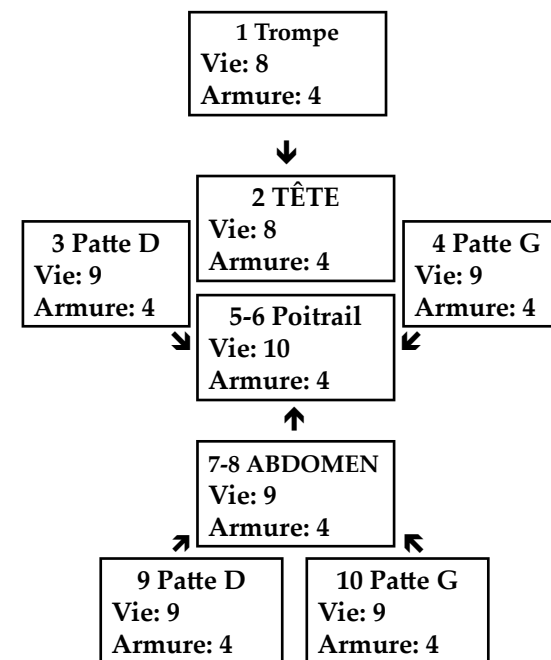 1 Trompe
Vie: 8
Armure: 4
2 TÊTE
Vie: 8
Armure: 4
3 Patte D
Vie: 9
Armure: 4
4 Patte G
Vie: 9
Armure: 4
5-6 Poitrail
Vie: 10
Armure: 4
7-8 ABDOMEN
Vie: 9
Armure: 4
9 Patte D
Vie: 9
Armure: 4
10 Patte G
Vie: 9
Armure: 4